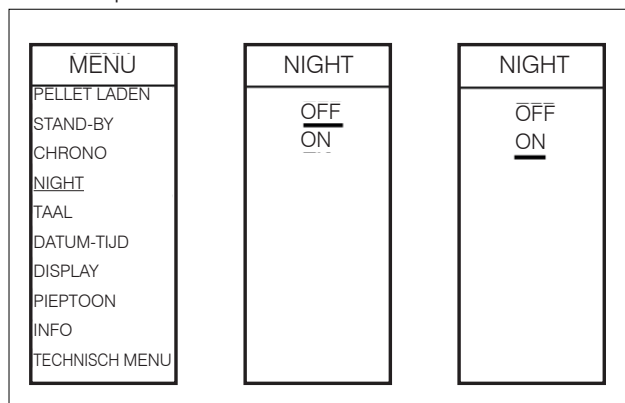 MENU
PELLET LADEN
STAND-BY
CHRONO
NIGHT
TAAL
DATUM-TIJD
DISPLAY
PIEPTOON
INFO
TECHNISCH MENU
NIGHT
OFF
ON
NIGHT
OFF
ON